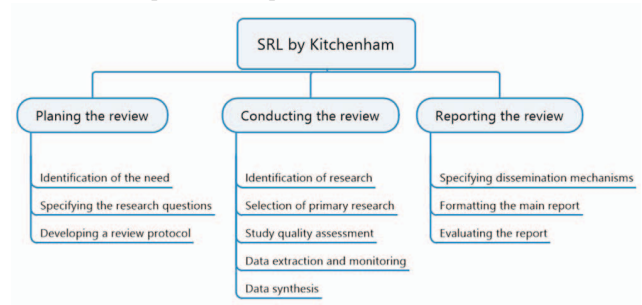 SRL by Kitchenham
Planing the review
Identification of the need
Specifying the research questions
Developing a review protocol
Conducting the review
Identification of research
Selection of primary research
Study quality assessment
Data extraction and monitoring
Data synthesis
Reporting the review
Specifying dissemination mechanisms
Formatting the main report
Evaluating the report